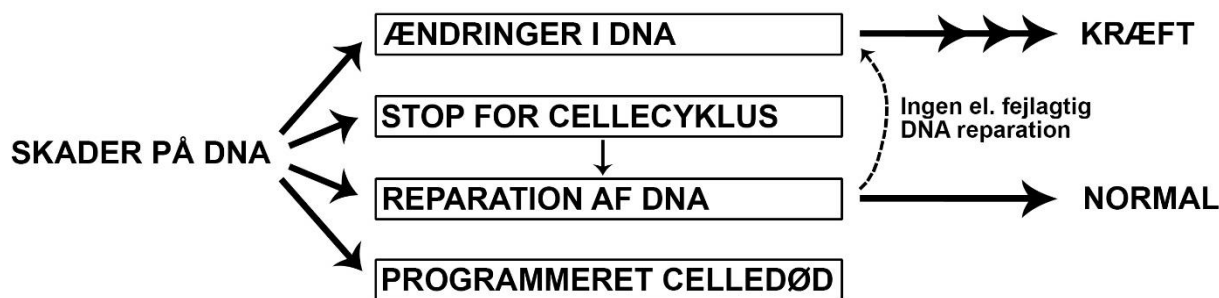 SKADER PÅ DNA
ÆNDRINGER I DNA
STOP FOR CELLECYKLUS
REPARATION AF DNA
PROGRAMMERET CELLEDØD
Ingen el. fejlagtig
DNA reparation
KRÆFT
NORMAL